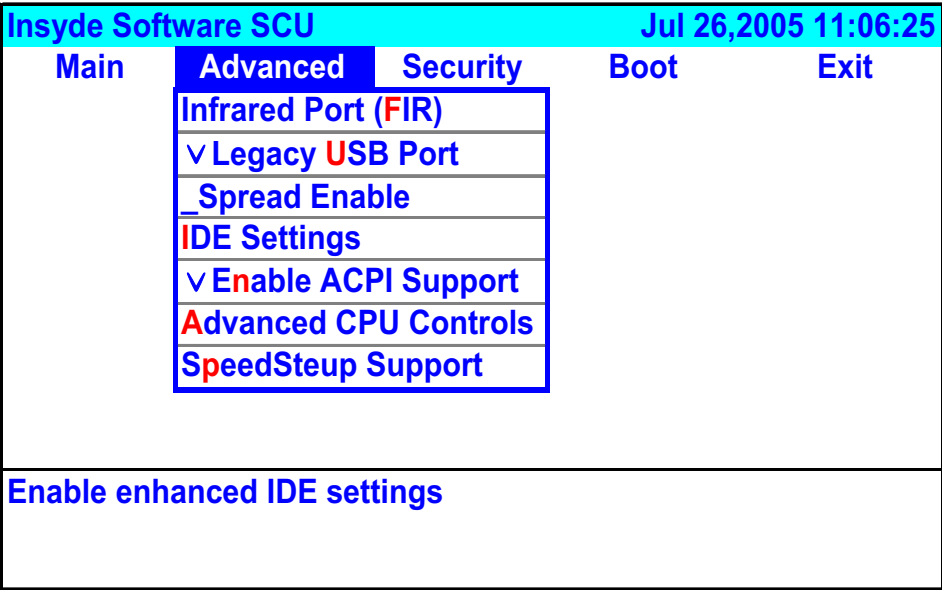 Insyde Software SCU Jul 26,2005 11:06:25
Main Advanced Security Boot Exit
Infrared Port (FIR)
∨ Legacy USB Port
_Spread Enable
IDE Settings
∨ Enable ACPI Support
Advanced CPU Controls
SpeedSteup Support
Enable enhanced IDE settings